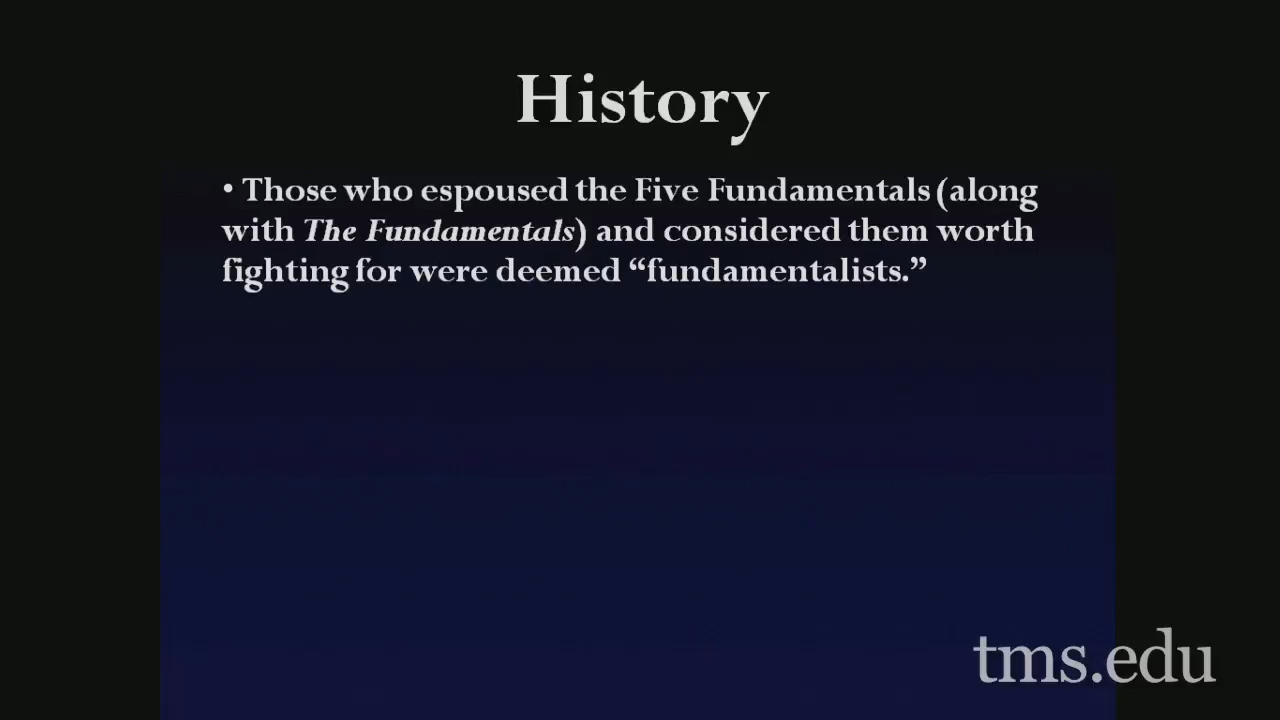 History
• Those who espoused the Five Fundamentals (along
with The Fundamentals) and considered them worth
fighting for were deemed “fundamentalists.”
tms.edu